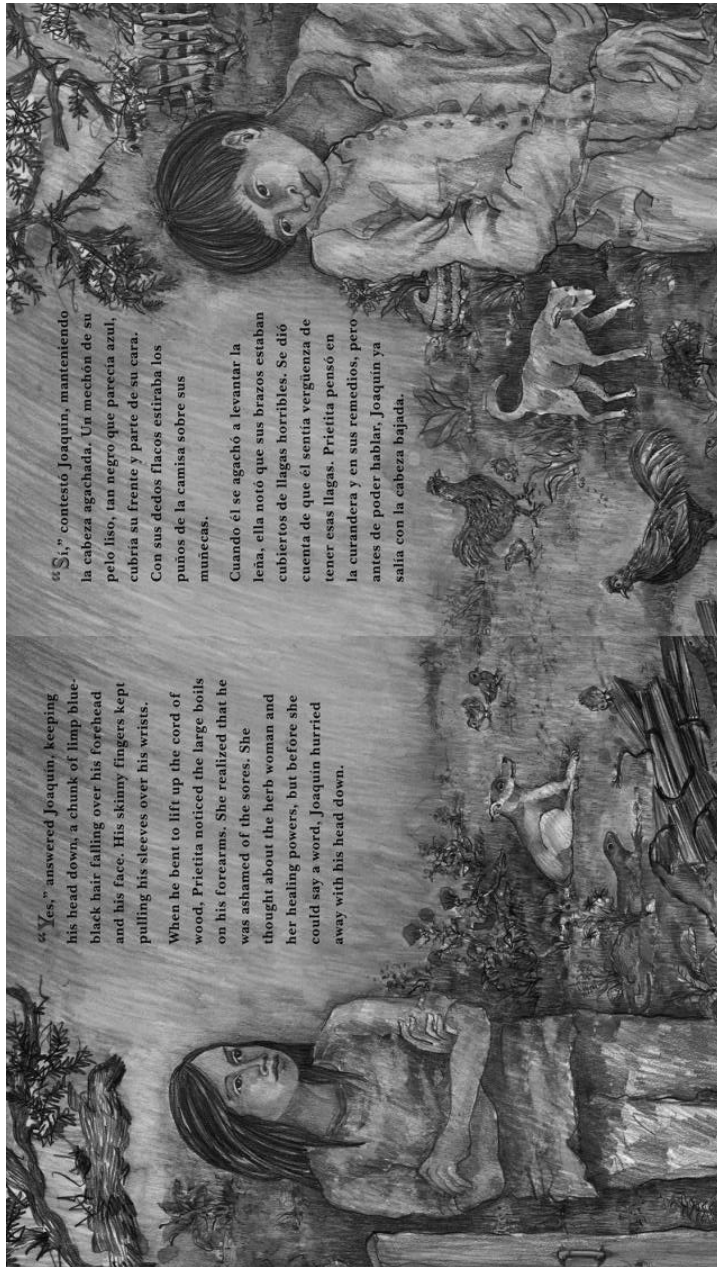 “Yes,” answered Joaquín, keeping
his head down, a chunk of limp blue-
black hair falling over his forehead
and his face. His skinny fingers kept
pulling his sleeves over his wrists.
When he bent to lift up the cord of
wood, Prietita noticed the large boils
on his forearms. She realized that he
was ashamed of the sores. She
thought about the herb woman and
her healing powers, but before she
could say a word, Joaquín hurried
away with his head down.
“Sí,” contestó Joaquín, manteniendo
la cabeza agachada. Un mechón de su
pelo liso, tan negro que parecía azul,
cubría su frente y parte de su cara.
Con sus dedos flacos estiraba los
puños de la camisa sobre sus
muñecas.
Cuando él se agachó a levantar la
leña, ella notó que sus brazos estaban
cubiertos de llagas horribles. Se dió
cuenta de que él sentía vergüenza de
tener esas llagas. Prietita pensó en
la curandera y en sus remedios, pero
antes de poder hablar, Joaquín ya
salía con la cabeza bajada.